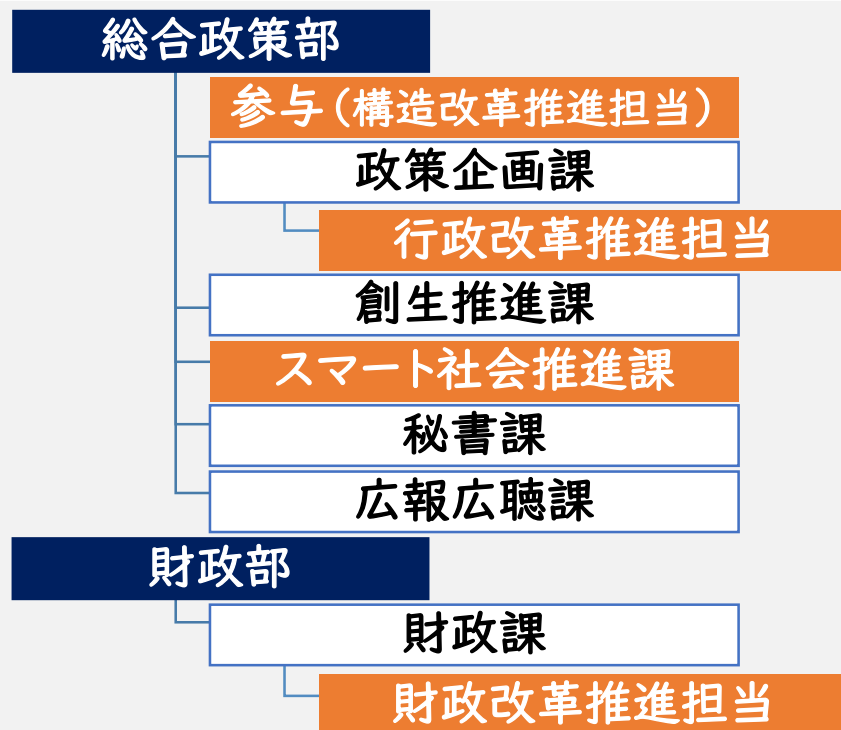 総合政策部
参与（構造改革推進担当）
政策企画課
行政改革推進担当
創生推進課
スマート社会推進課
秘書課
広報広聴課
財政部
財政課
財政改革推進担当